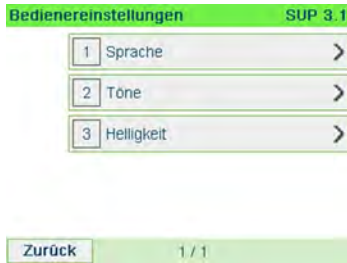 Bedienereinstellungen SUP 3.1
1 Sprache
2 Töne
3 Helligkeit
Zurück 1 / 1